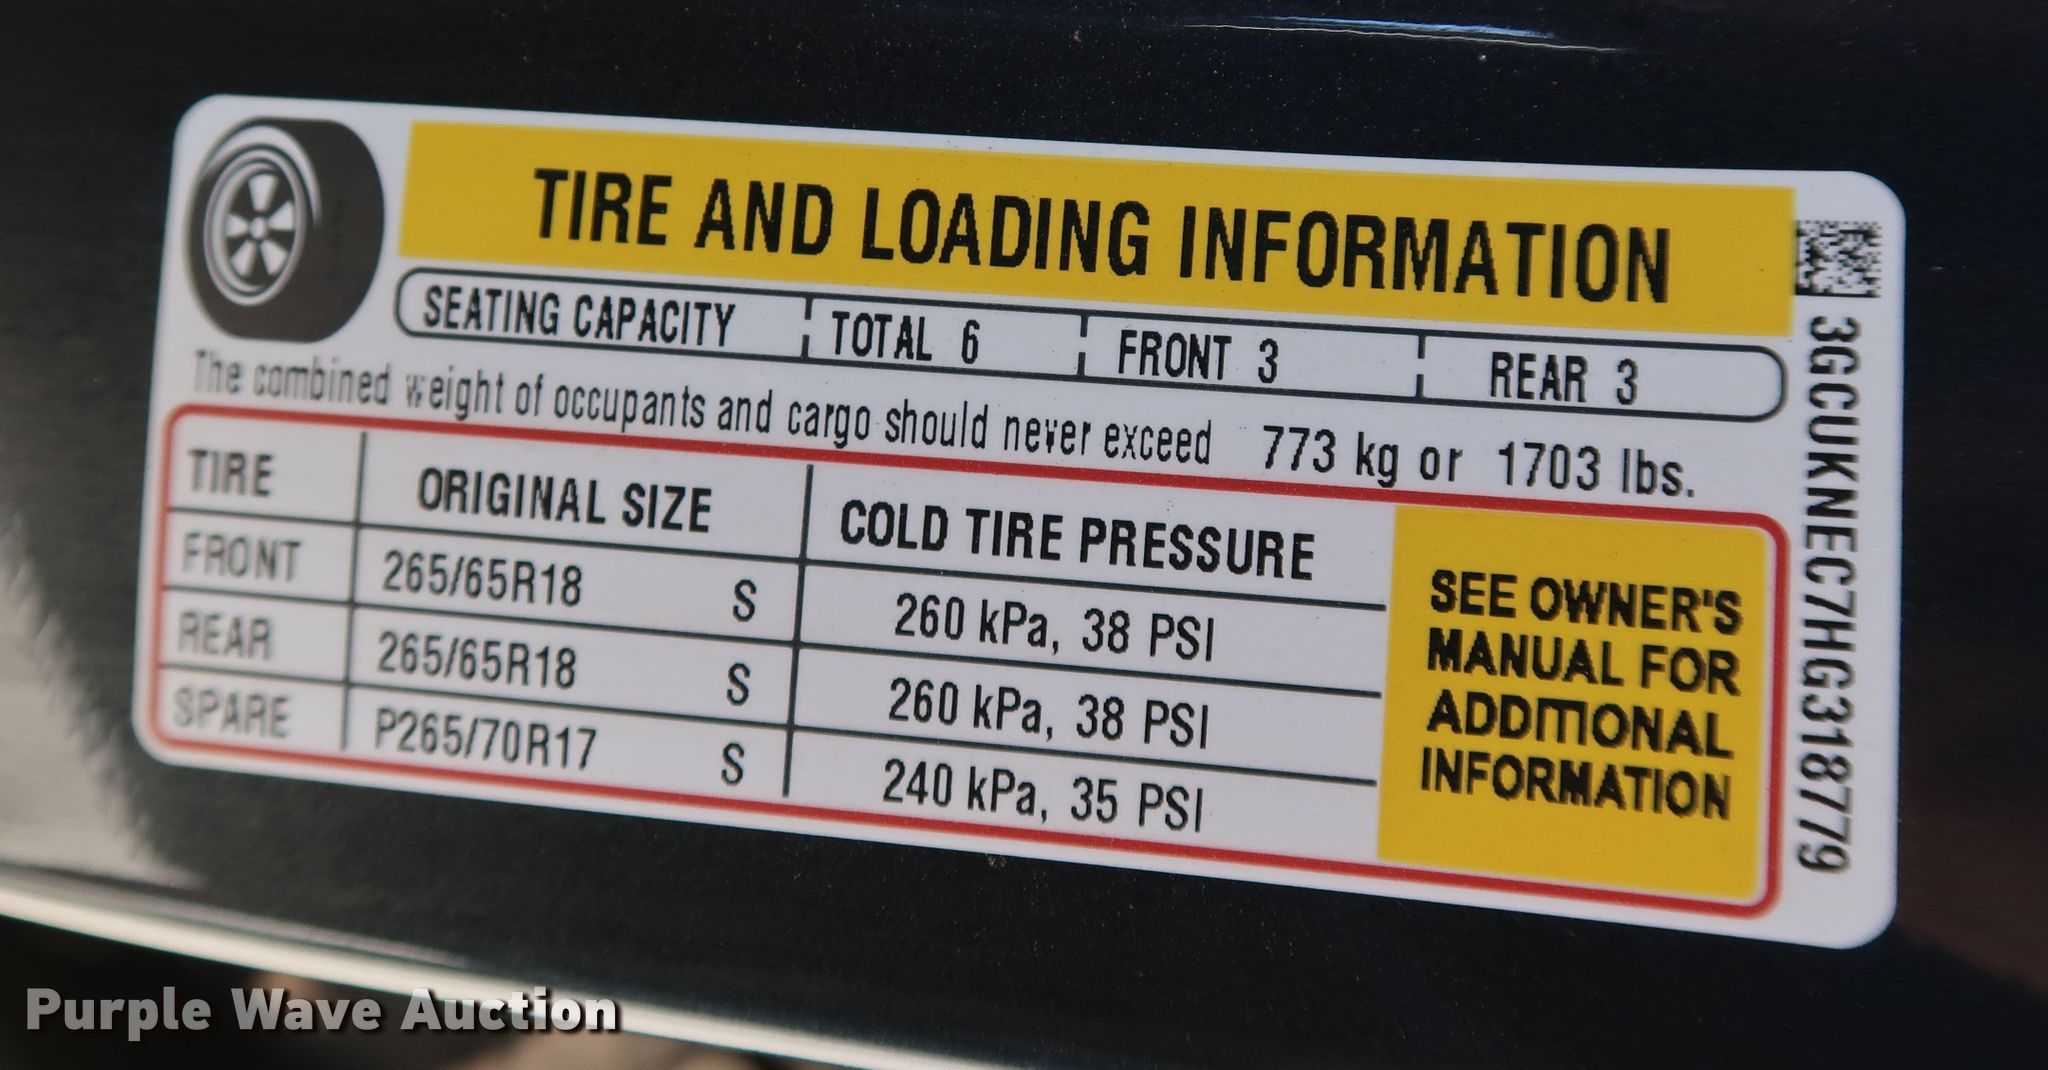 TIRE AND LOADING INFORMATION
SEATING CAPACITY TOTAL 6 FRONT 3 REAR 3
The combined weight of occupants and cargo should never exceed 773 kg or 1703 lbs.
TIRE ORIGINAL SIZE COLD TIRE PRESSURE
FRONT 265/65R18 S 260 kPa, 38 PSI
REAR 265/65R18 S 260 kPa, 38 PSI
SPARE P265/70R17 S 240 kPa, 35 PSI
SEE OWNER'S
MANUAL FOR
ADDITIONAL
INFORMATION
3GCUKNEC7HG318779
Purple Wave Auction